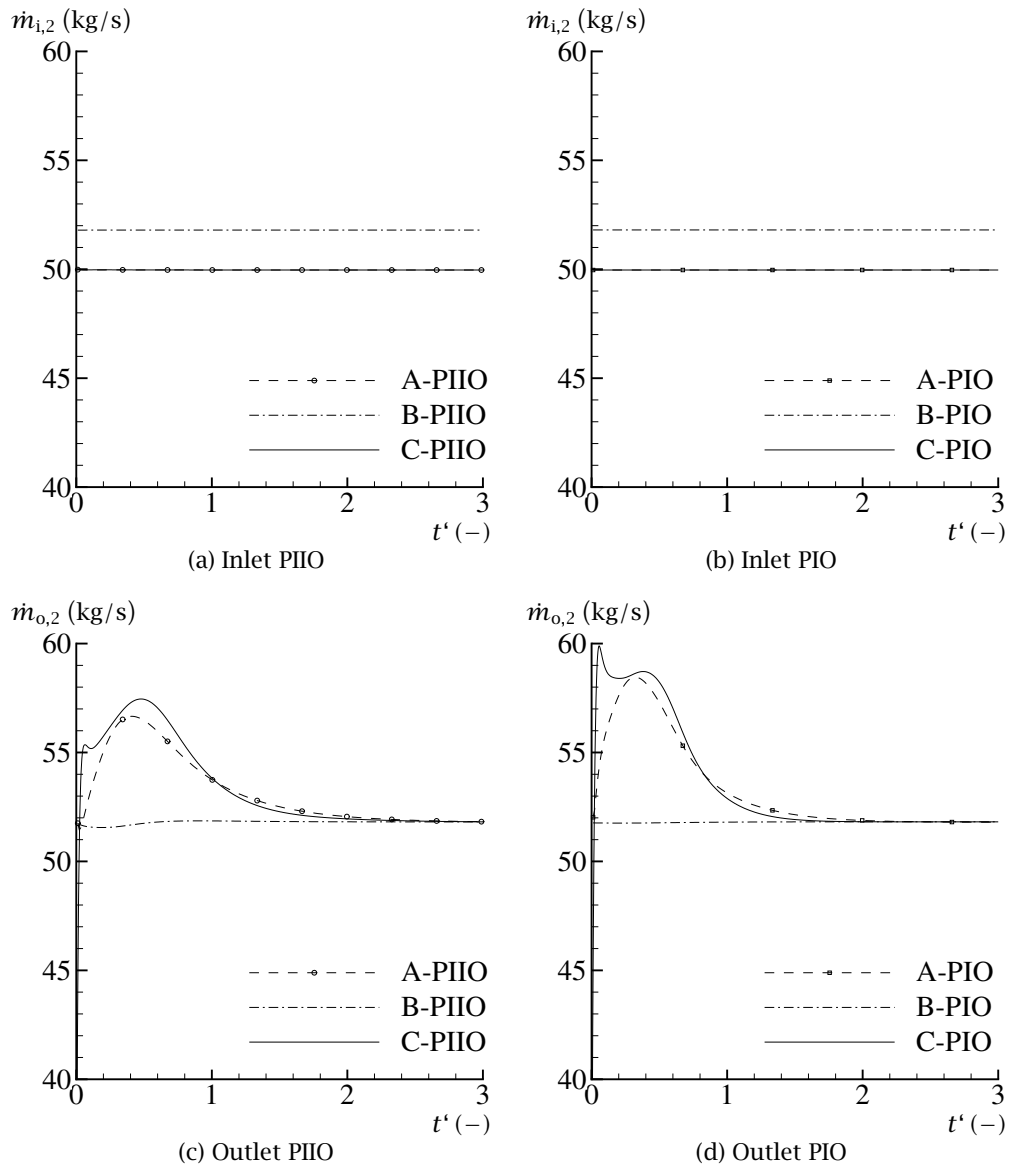 ṁi,2 (kg/s)
60
55
50
45
40
0 1 2 3
t‘ (−)
A-PIIO
B-PIIO
C-PIIO
(a) Inlet PIIO
ṁi,2 (kg/s)
60
55
50
45
40
0 1 2 3
t‘ (−)
A-PIO
B-PIO
C-PIO
(b) Inlet PIO
ṁo,2 (kg/s)
60
55
50
45
40
0 1 2 3
t‘ (−)
A-PIIO
B-PIIO
C-PIIO
(c) Outlet PIIO
ṁo,2 (kg/s)
60
55
50
45
40
0 1 2 3
t‘ (−)
A-PIO
B-PIO
C-PIO
(d) Outlet PIO